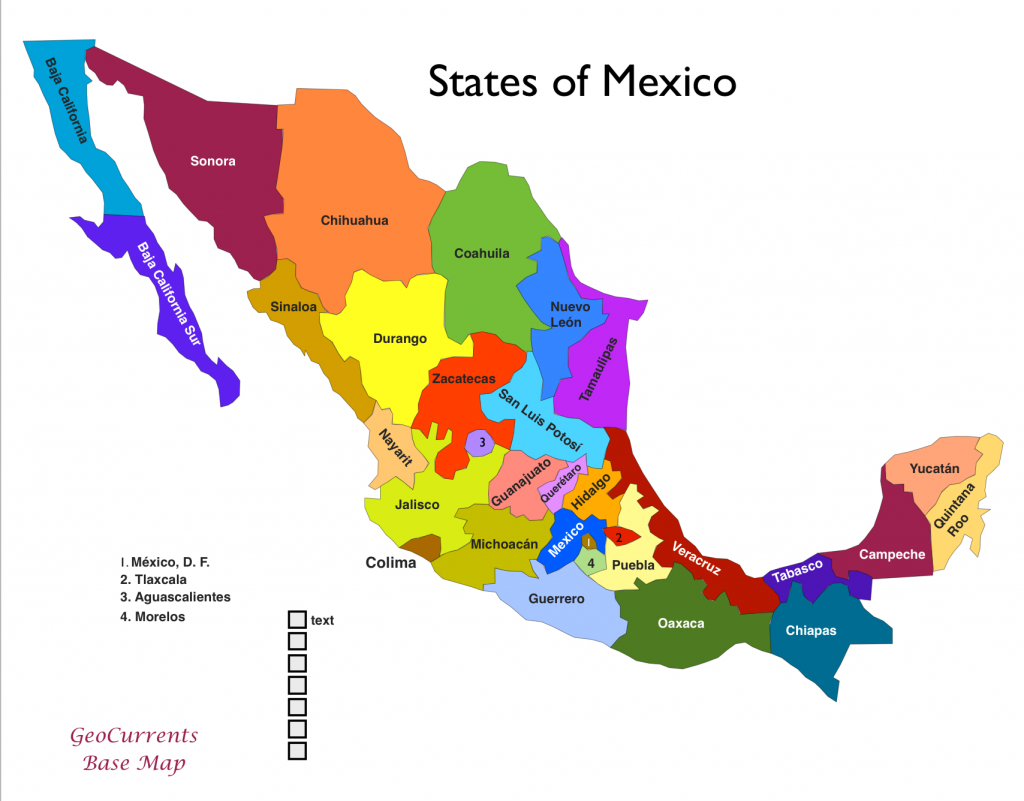 States of Mexico
Baja California
Sonora
Chihuahua
Coahuila
Baja California Sur
Sinaloa
Nuevo
León
Durango
Tamaulipas
Zacatecas
San Luis Potosí
Nayarit
3
Guanajuato
Querétaro
Hidalgo
Yucatán
Quintana
Roo
Jalisco
Michoacán
Mexico
1
2
4
Puebla
Veracruz
Campeche
Tabasco
Colima
Guerrero
Oaxaca
Chiapas
1. México, D. F.
2. Tlaxcala
3. Aguascalientes
4. Morelos
text
GeoCurrents
Base Map